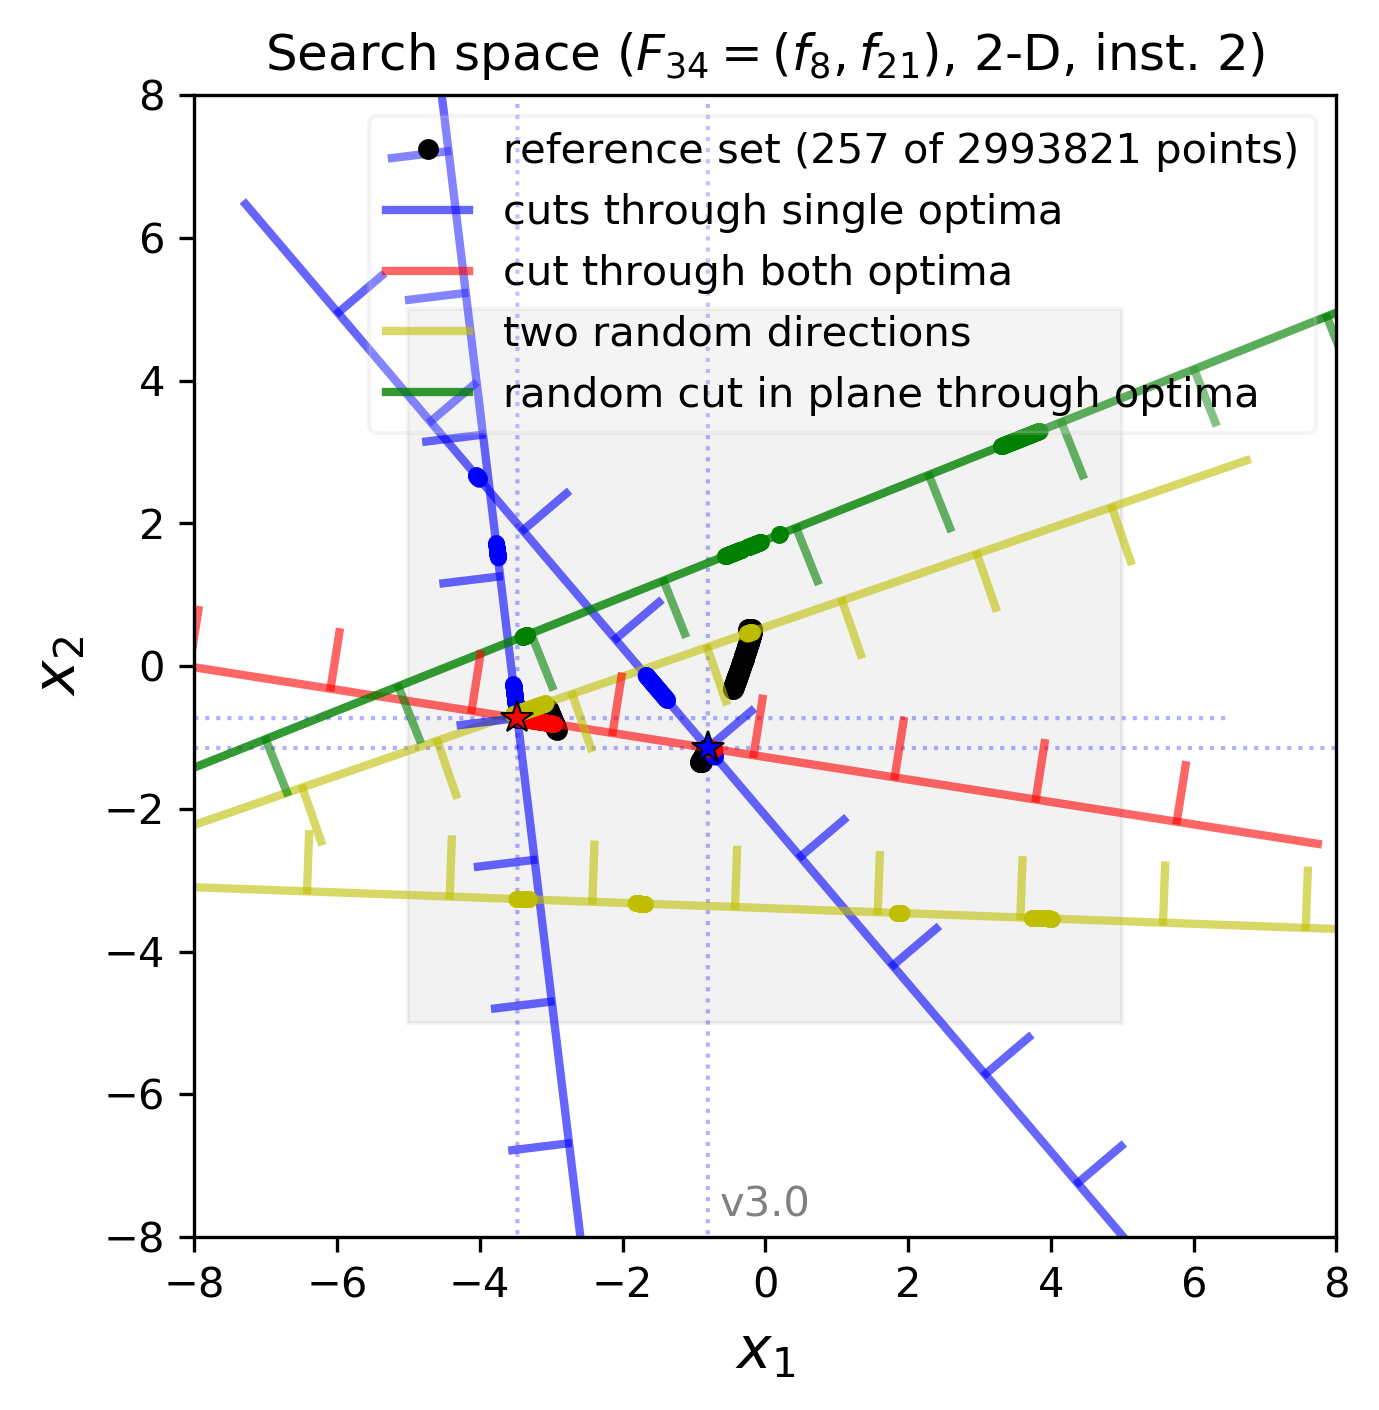 Search space (F34 = (f8, f21), 2-D, inst. 2)
reference set (257 of 2993821 points)
cuts through single optima
cut through both optima
two random directions
random cut in plane through optima
8
6
4
2
0
−2
−4
−6
−8
x2
v3.0
−8 −6 −4 −2 0 2 4 6 8
x1